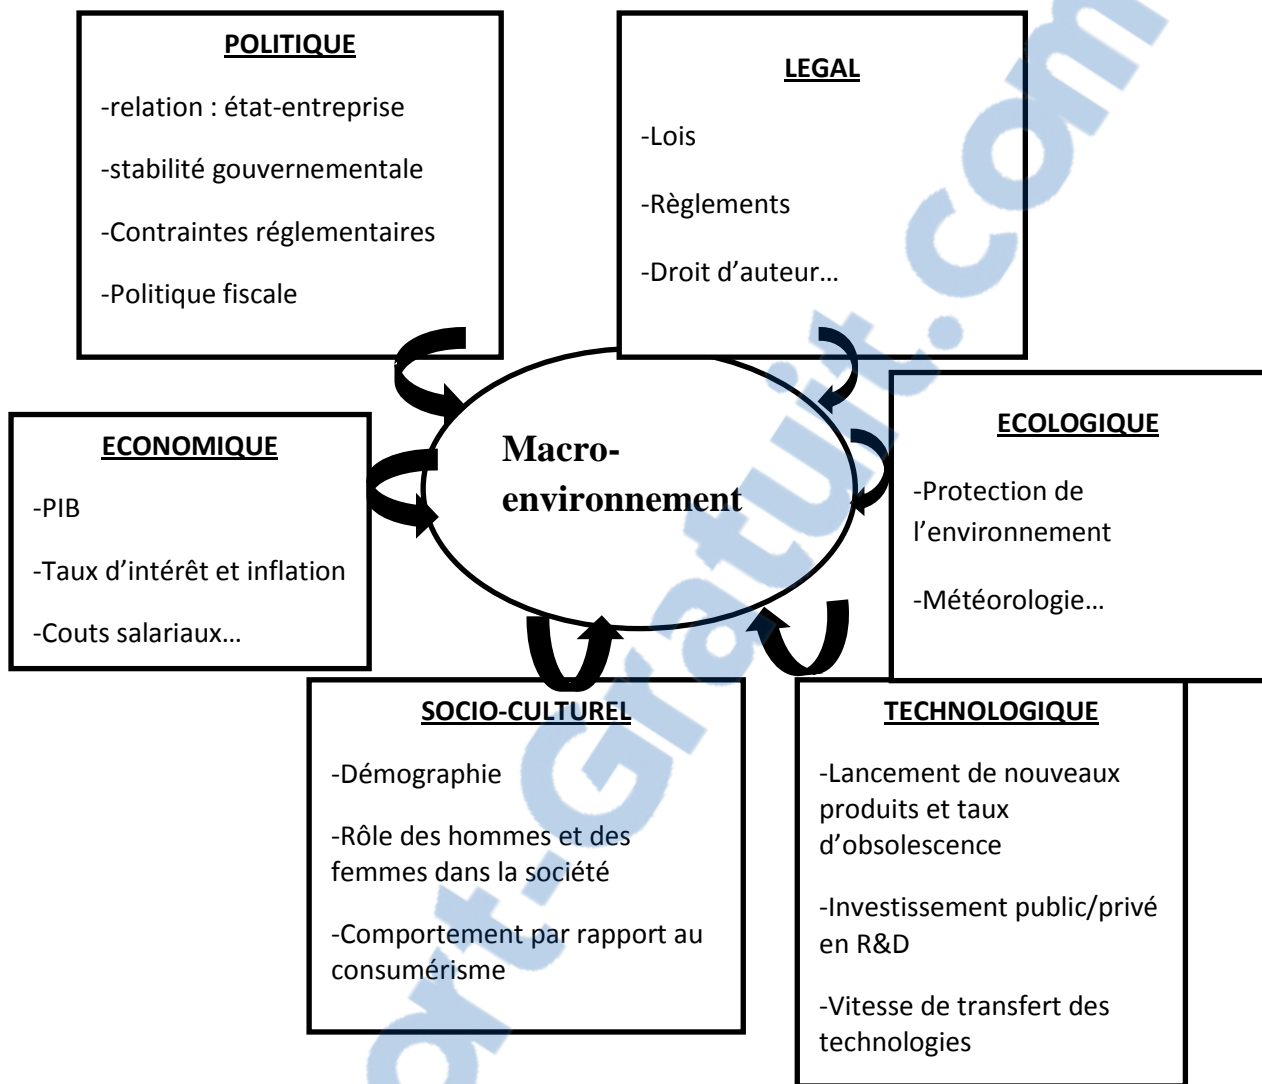 POLITIQUE
-relation : état-entreprise
-stabilité gouvernementale
-Contraintes réglementaires
-Politique fiscale
LEGAL
-Lois
-Règlements
-Droit d’auteur…
ECONOMIQUE
-PIB
-Taux d’intérêt et inflation
-Couts salariaux…
Macro-
environnement
ECOLOGIQUE
-Protection de
l’environnement
-Météorologie…
SOCIO-CULTUREL
-Démographie
-Rôle des hommes et des
femmes dans la société
-Comportement par rapport au
consumérisme
TECHNOLOGIQUE
-Lancement de nouveaux
produits et taux
d’obsolescence
-Investissement public/privé
en R&D
-Vitesse de transfert des
technologies
ort-Gratuit.com